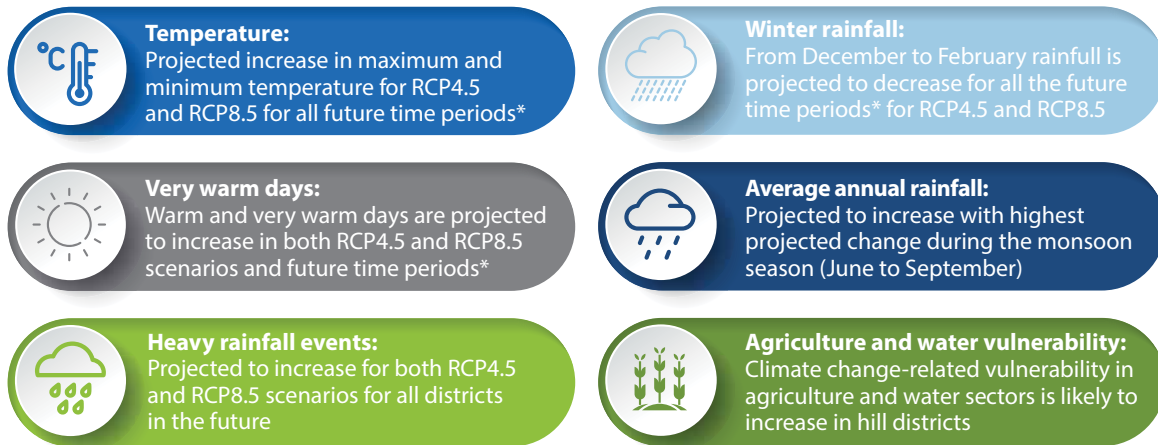 °C
Temperature:
Projected increase in maximum and
minimum temperature for RCP4.5
and RCP8.5 for all future time periods*
Winter rainfall:
From December to February rainfull is
projected to decrease for all the future
time periods* for RCP4.5 and RCP8.5
Very warm days:
Warm and very warm days are projected
to increase in both RCP4.5 and RCP8.5
scenarios and future time periods*
Average annual rainfall:
Projected to increase with highest
projected change during the monsoon
season (June to September)
Heavy rainfall events:
Projected to increase for both RCP4.5
and RCP8.5 scenarios for all districts
in the future
Agriculture and water vulnerability:
Climate change-related vulnerability in
agriculture and water sectors is likely to
increase in hill districts